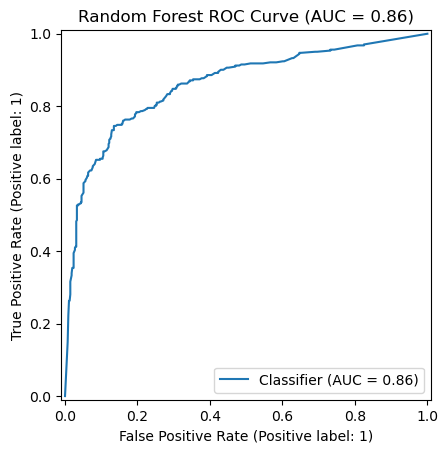 Random Forest ROC Curve (AUC = 0.86)
True Positive Rate (Positive label: 1)
1.0
0.8
0.6
0.4
0.2
0.0
Classifier (AUC = 0.86)
0.0 0.2 0.4 0.6 0.8 1.0
False Positive Rate (Positive label: 1)